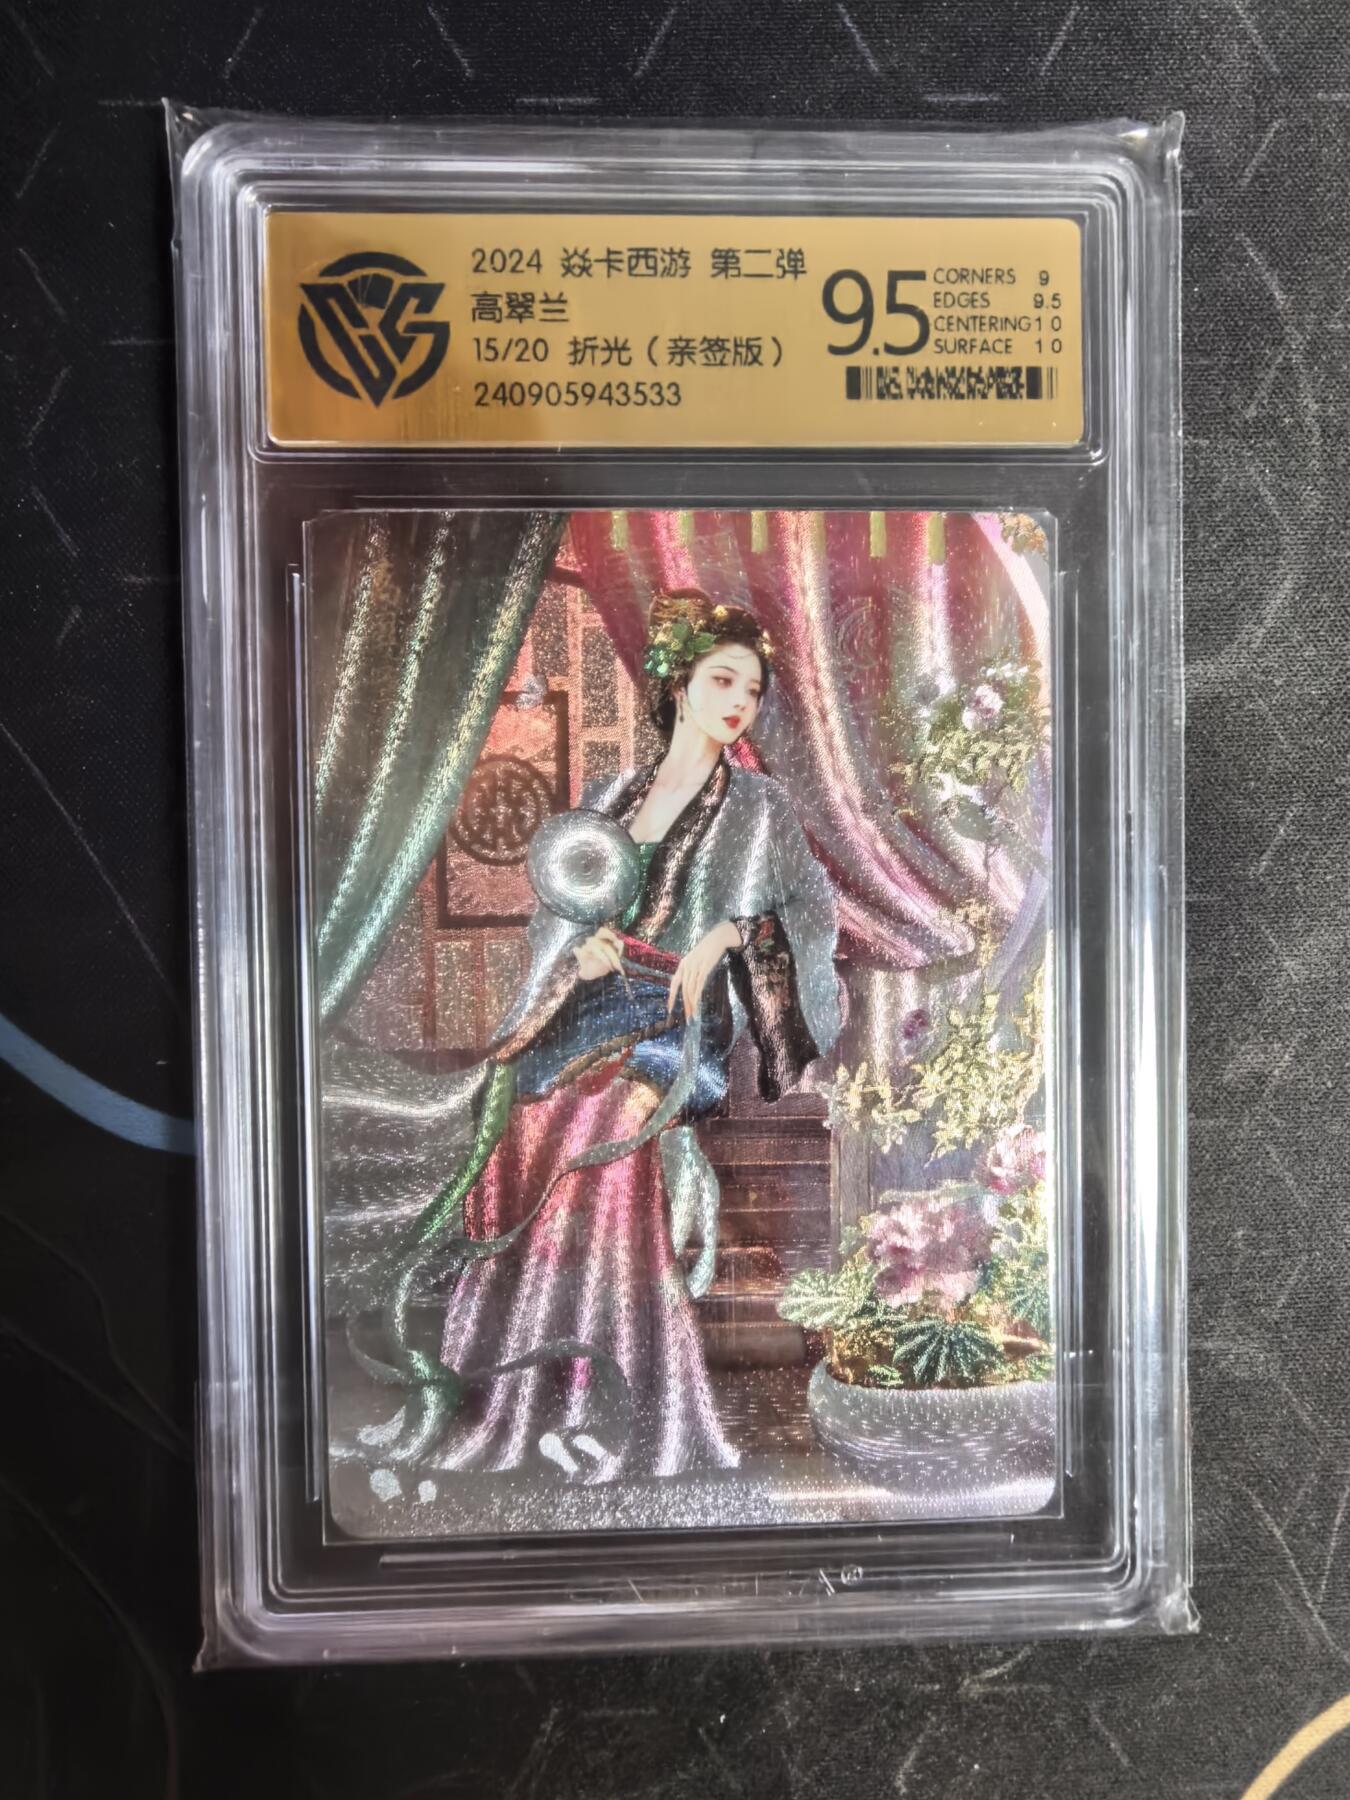 2024 焱卡西游 第二弹
高翠兰
15/20 折光（亲签版）
240905943533
9.5
CORNERS 9
EDGES 9.5
CENTERING 10
SURFACE 10